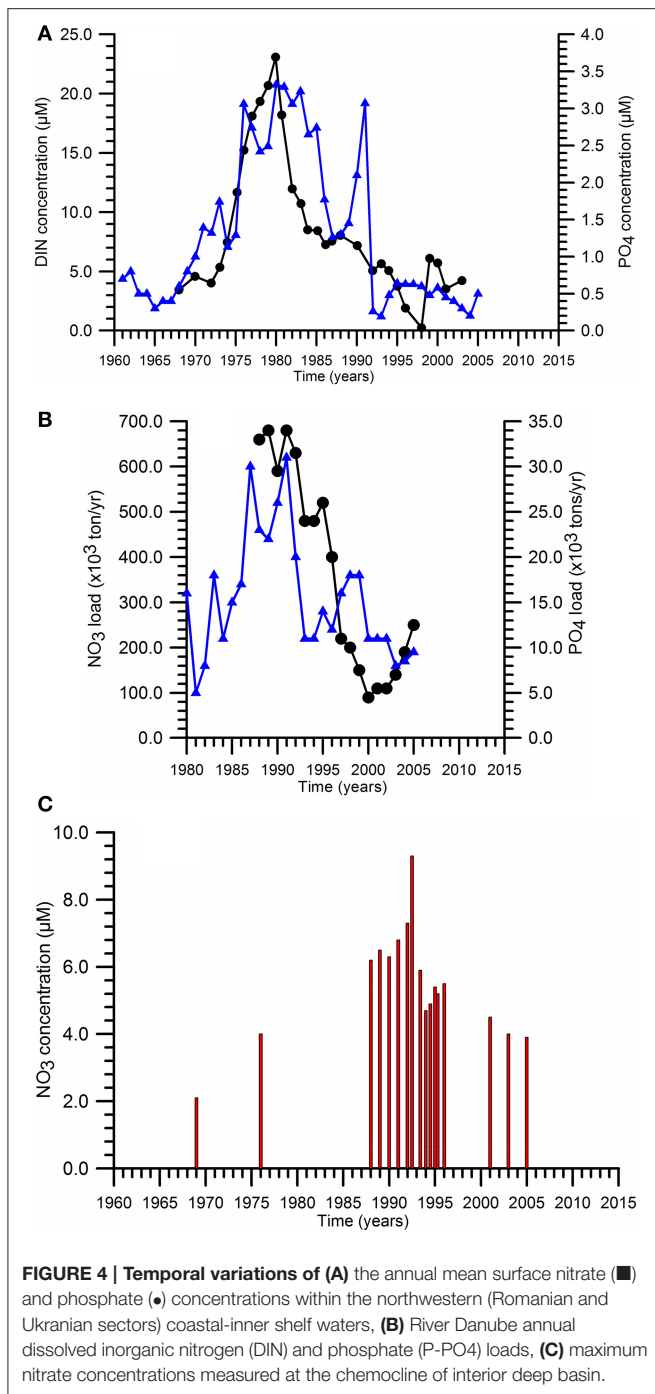 A
25.0
20.0
15.0
10.0
5.0
0.0
DIN concentration (µM)
4.0
3.5
3.0
2.5
2.0
1.5
1.0
0.5
0.0
PO4 concentration (µM)
1960 1965 1970 1975 1980 1985 1990 1995 2000 2005 2010 2015
Time (years)
B
700.0
600.0
500.0
400.0
300.0
200.0
100.0
0.0
NO3 load (x10³ ton/yr)
35.0
30.0
25.0
20.0
15.0
10.0
5.0
0.0
PO4 load (x10³ tons/yr)
1980 1985 1990 1995 2000 2005 2010 2015
Time (years)
C
10.0
8.0
6.0
4.0
2.0
0.0
NO3 concentration (µM)
1960 1965 1970 1975 1980 1985 1990 1995 2000 2005 2010 2015
Time (years)
FIGURE 4 | Temporal variations of (A) the annual mean surface nitrate (■)
and phosphate (•) concentrations within the northwestern (Romanian and
Ukranian sectors) coastal-inner shelf waters, (B) River Danube annual
dissolved inorganic nitrogen (DIN) and phosphate (P-PO4) loads, (C) maximum
nitrate concentrations measured at the chemocline of interior deep basin.